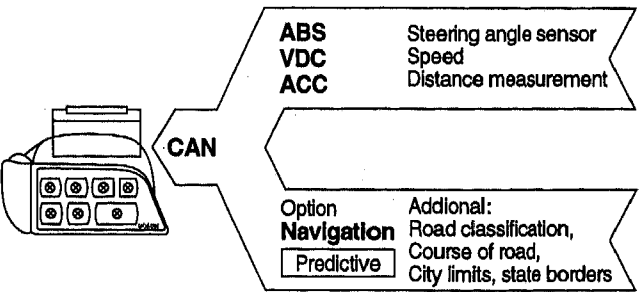 ABS Steering angle sensor
VDC Speed
ACC Distance measurement
CAN
Option Addional:
Navigation Road classification,
Predictive Course of road,
City limits, state borders